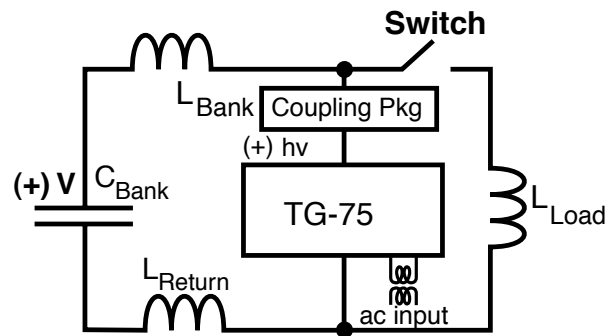 Switch
L Bank
Coupling Pkg
(+) hv
(+) V
C Bank
TG-75
L Load
L Return
ac input